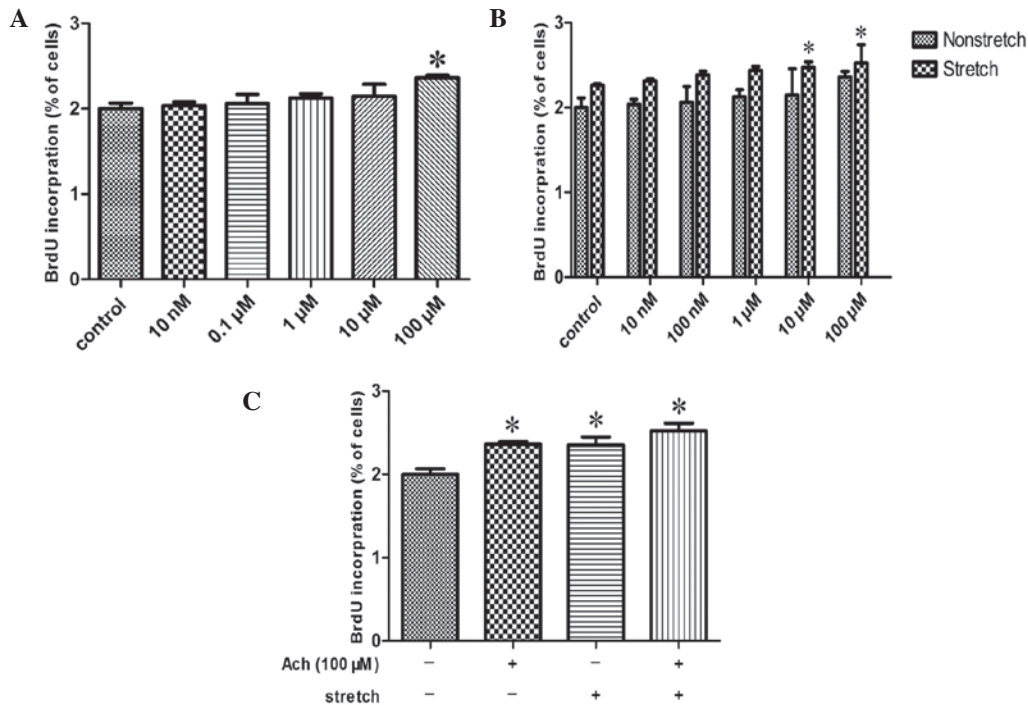 A
BrdU incorpration (% of cells)
3
2
1
0
*
control
10 nM
0.1 µM
1 µM
10 µM
100 µM
B
BrdU incorpration (% of cells)
3
2
1
0
*
*
control
10 nM
100 nM
1 µM
10 µM
100 µM
Nonstretch
Stretch
C
BrdU incorpration (% of cells)
3
2
1
0
*
*
*
Ach (100 µM) − + − +
stretch − − + +